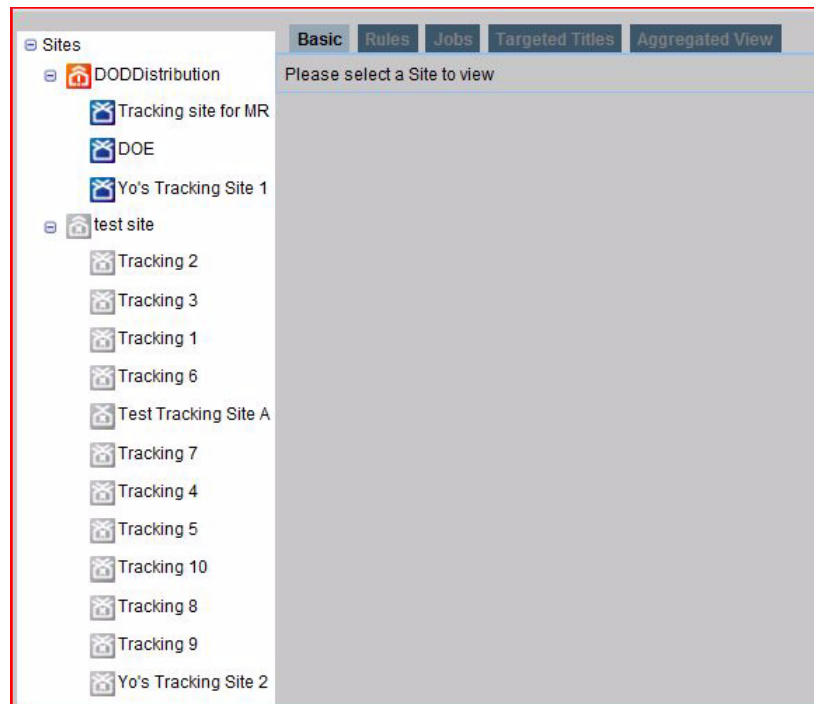 Sites
DODDistribution
Tracking site for MR
DOE
Yo's Tracking Site 1
test site
Tracking 2
Tracking 3
Tracking 1
Tracking 6
Test Tracking Site A
Tracking 7
Tracking 4
Tracking 5
Tracking 10
Tracking 8
Tracking 9
Yo's Tracking Site 2
Basic Rules Jobs Targeted Titles Aggregated View
Please select a Site to view